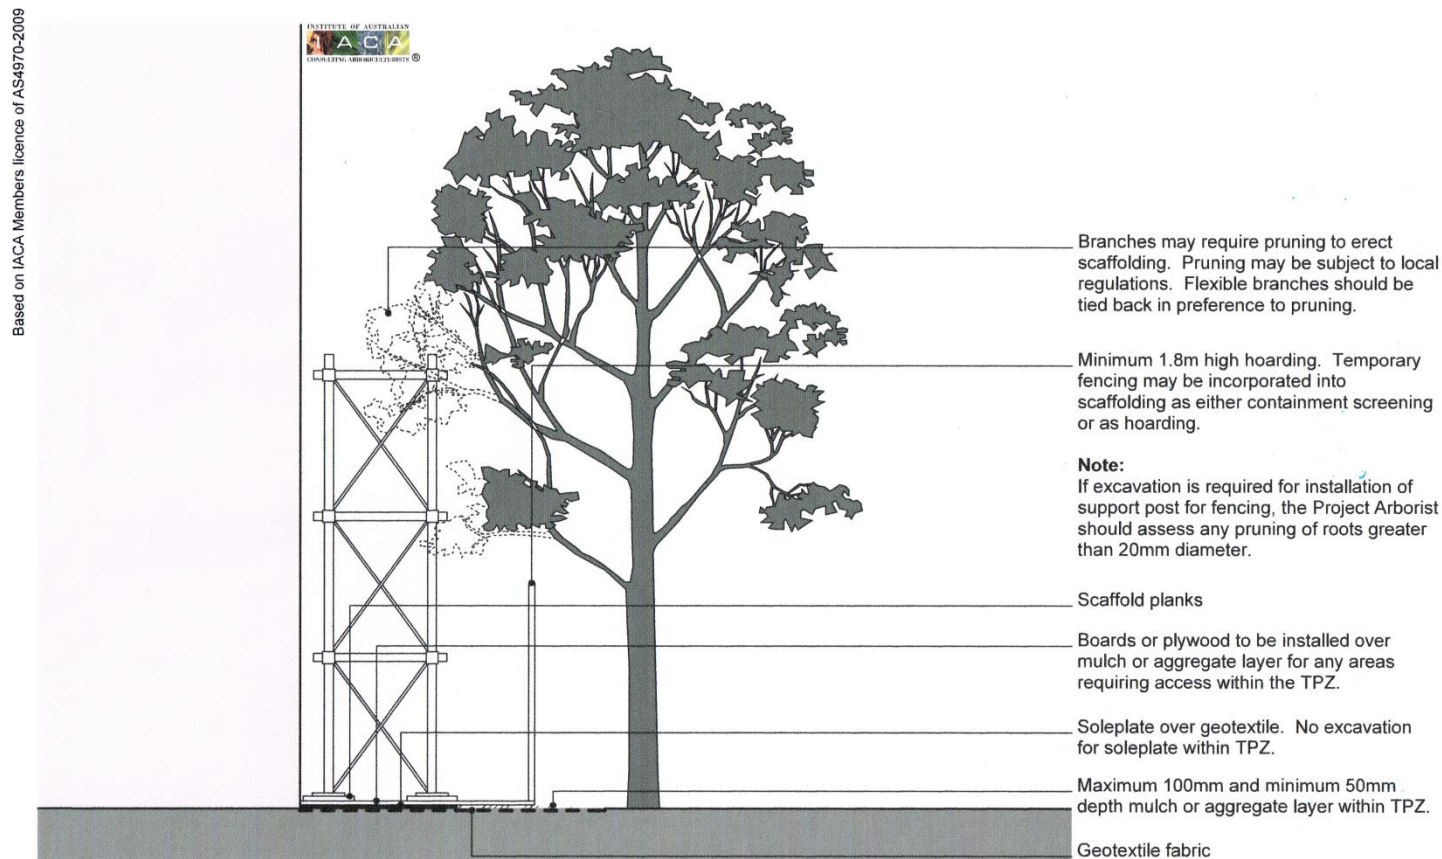 Based on IACA Members licence of AS4970-2009
INSTITUTE OF AUSTRALIAN
IACA
CONSULTING ARBORICULTURISTS ®
Branches may require pruning to erect
scaffolding. Pruning may be subject to local
regulations. Flexible branches should be
tied back in preference to pruning.
Minimum 1.8m high hoarding. Temporary
fencing may be incorporated into
scaffolding as either containment screening
or as hoarding.
Note:
If excavation is required for installation of
support post for fencing, the Project Arborist
should assess any pruning of roots greater
than 20mm diameter.
Scaffold planks
Boards or plywood to be installed over
mulch or aggregate layer for any areas
requiring access within the TPZ.
Soleplate over geotextile. No excavation
for soleplate within TPZ.
Maximum 100mm and minimum 50mm
depth mulch or aggregate layer within TPZ.
Geotextile fabric